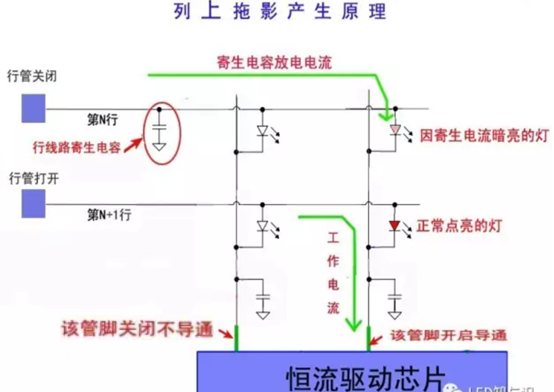 列上拖影产生原理
行管关闭
寄生电容放电电流
第N行
行线路寄生电容
因寄生电流暗亮的灯
行管打开
第N+1行
正常点亮的灯
工作电流
该管脚关闭不导通
该管脚开启导通
恒流驱动芯片